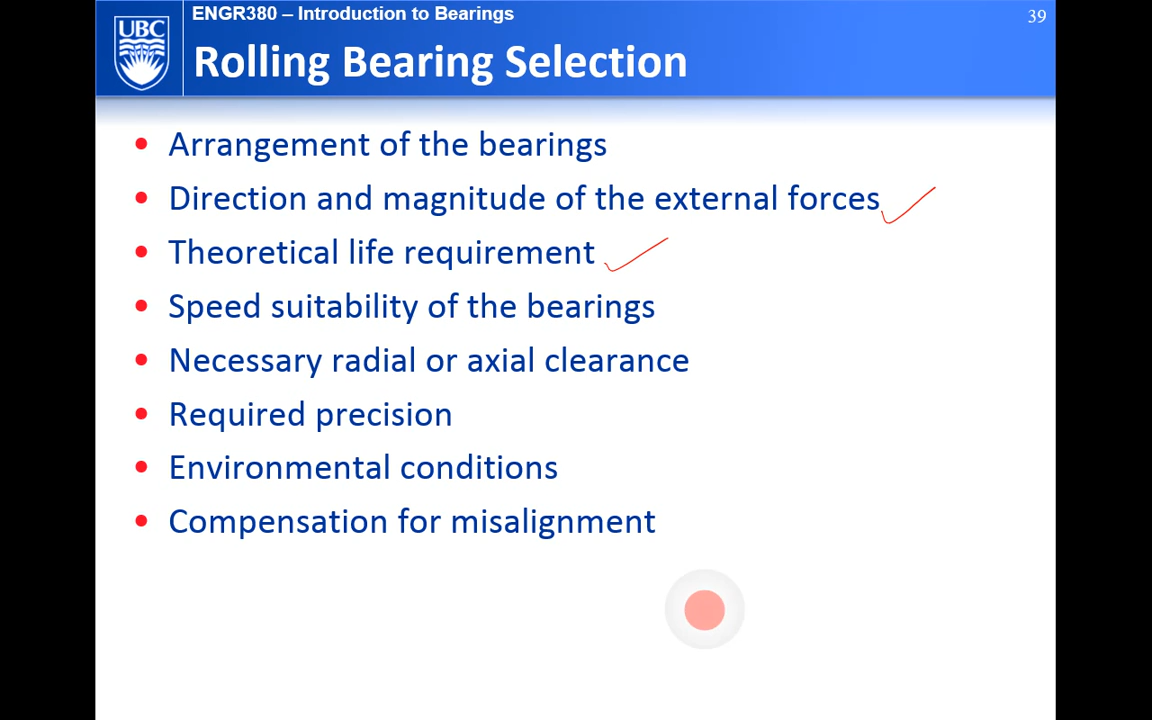 ENGR380 – Introduction to Bearings
39
UBC
Rolling Bearing Selection
• Arrangement of the bearings
• Direction and magnitude of the external forces
• Theoretical life requirement
• Speed suitability of the bearings
• Necessary radial or axial clearance
• Required precision
• Environmental conditions
• Compensation for misalignment